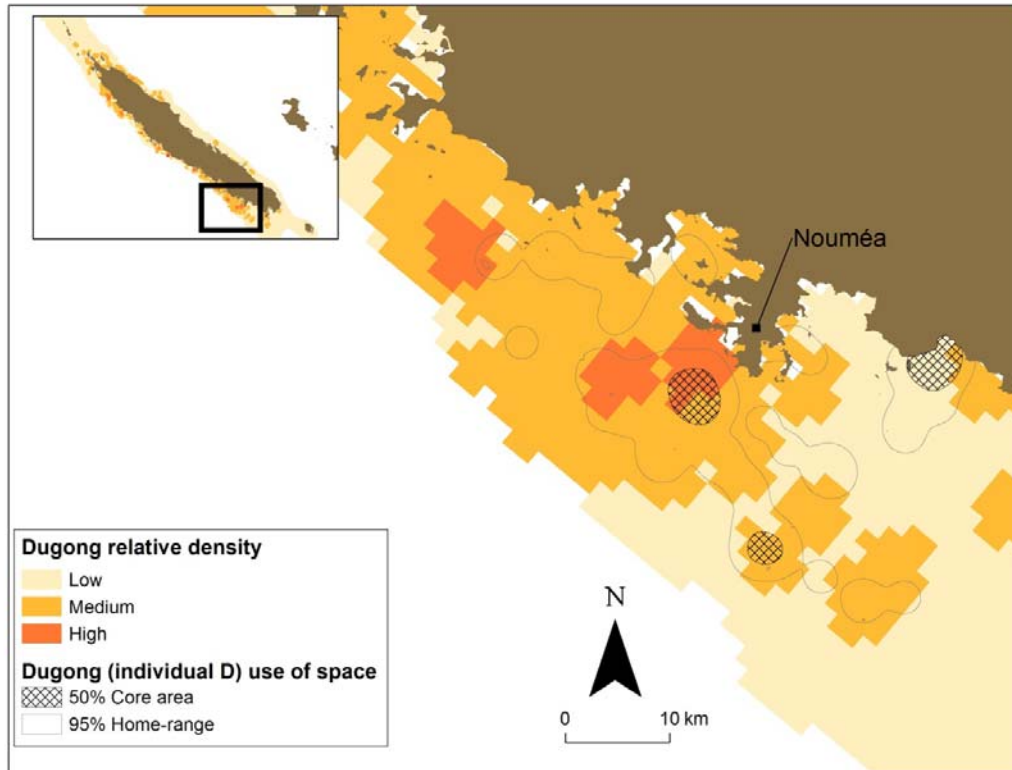 Nouméa
Dugong relative density
Low
Medium
High
Dugong (individual D) use of space
50% Core area
95% Home-range
N
0 10 km